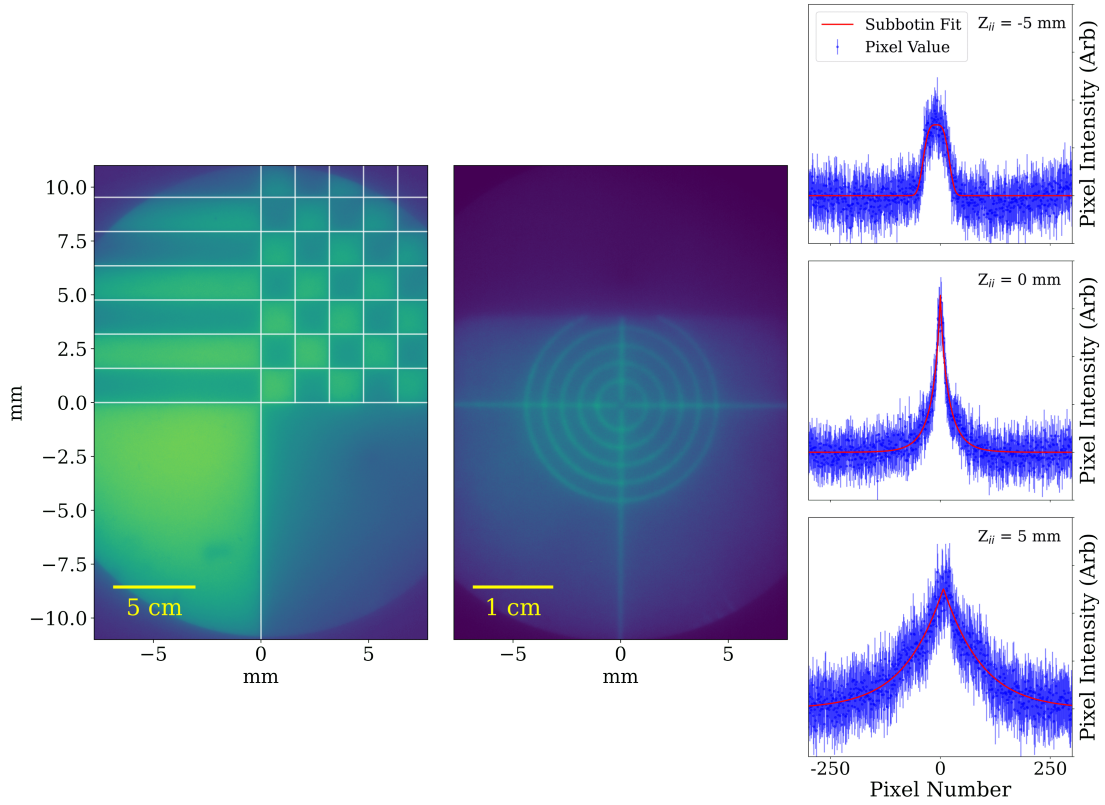 10.0
7.5
5.0
2.5
0.0
−2.5
−5.0
−7.5
−10.0
mm
5 cm
−5
0
5
mm
1 cm
−5
0
5
mm
Subbotin Fit
Pixel Value
Z_ii = -5 mm
Pixel Intensity (Arb)
Z_ii = 0 mm
Pixel Intensity (Arb)
Z_ii = 5 mm
Pixel Intensity (Arb)
-250
0
250
Pixel Number